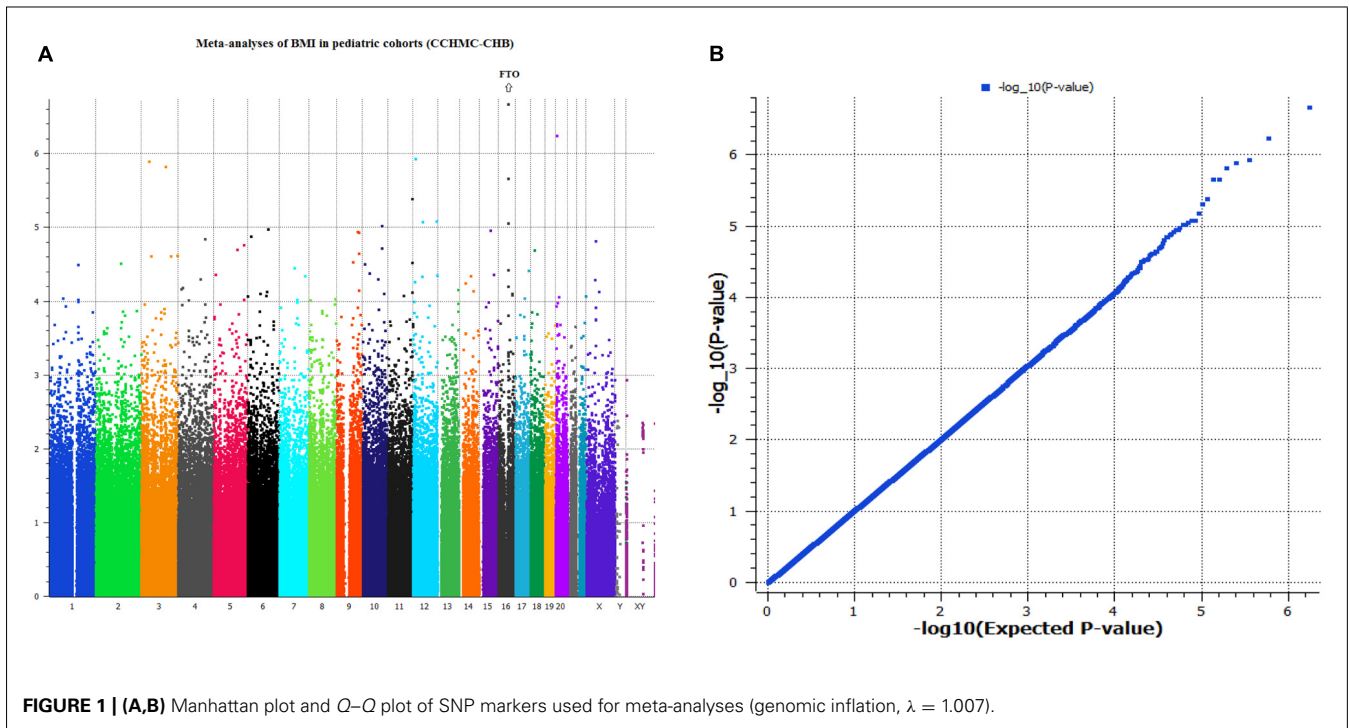 Meta-analyses of BMI in pediatric cohorts (CCHMC-CHB)
A
FTO
6
5
4
3
2
1
0
1 2 3 4 5 6 7 8 9 10 11 12 13 14 15 16 17 18 19 20 X Y XY
B
-log_10(P-value)
-log_10(P-value)
6
5
4
3
2
1
0
0 1 2 3 4 5 6
-log10(Expected P-value)
FIGURE 1 | (A,B) Manhattan plot and Q–Q plot of SNP markers used for meta-analyses (genomic inflation, λ = 1.007).